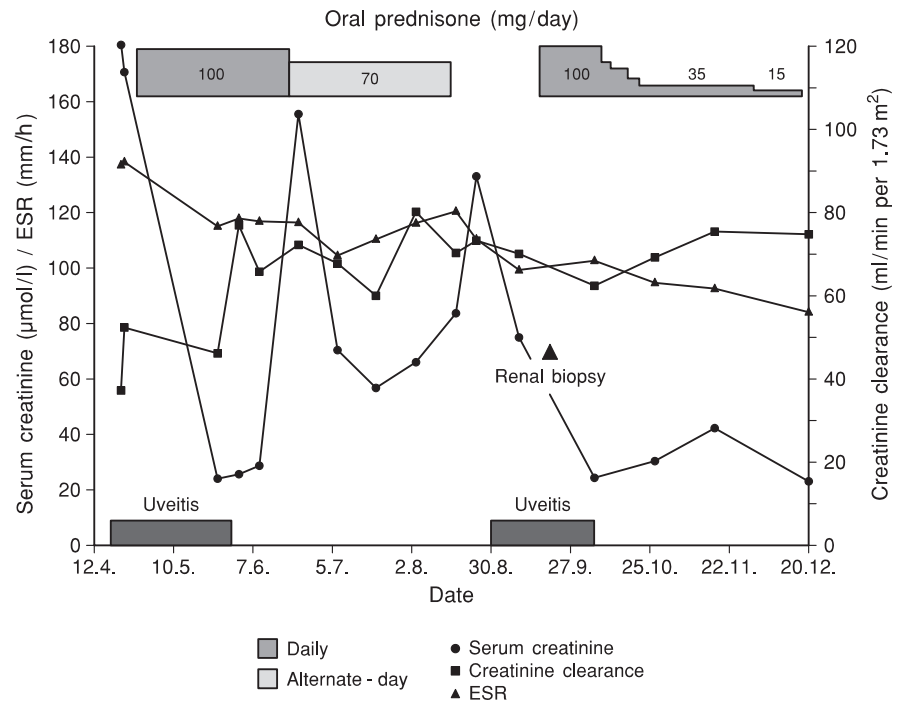 Oral prednisone (mg/day)
180
160
140
120
100
80
60
40
20
0
Serum creatinine (μmol/l) / ESR (mm/h)
100
70
100
35
15
120
100
80
60
40
20
0
Creatinine clearance (ml/min per 1.73 m²)
Renal biopsy
Uveitis
Uveitis
12.4.
10.5.
7.6.
5.7.
2.8.
30.8.
27.9.
25.10.
22.11.
20.12.
Date
Daily
Alternate - day
Serum creatinine
Creatinine clearance
ESR